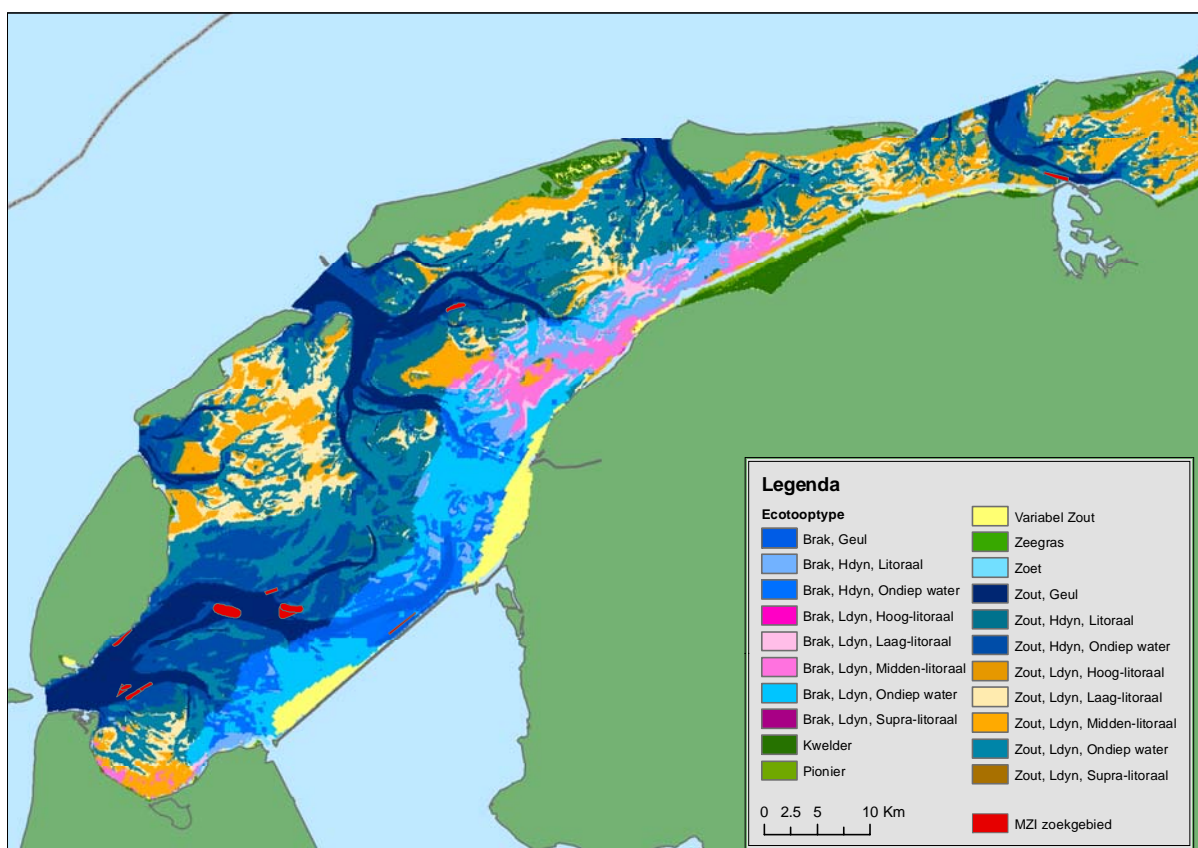 Legenda
Ecotooptype
Brak, Geul
Brak, Hdyn, Litoraal
Brak, Hdyn, Ondiep water
Brak, Ldyn, Hoog-litoraal
Brak, Ldyn, Laag-litoraal
Brak, Ldyn, Midden-litoraal
Brak, Ldyn, Ondiep water
Brak, Ldyn, Supra-litoraal
Kwelder
Pionier
Variabel Zout
Zeegras
Zoet
Zout, Geul
Zout, Hdyn, Litoraal
Zout, Hdyn, Ondiep water
Zout, Ldyn, Hoog-litoraal
Zout, Ldyn, Laag-litoraal
Zout, Ldyn, Midden-litoraal
Zout, Ldyn, Ondiep water
Zout, Ldyn, Supra-litoraal
MZI zoekgebied
0 2.5 5 10 Km